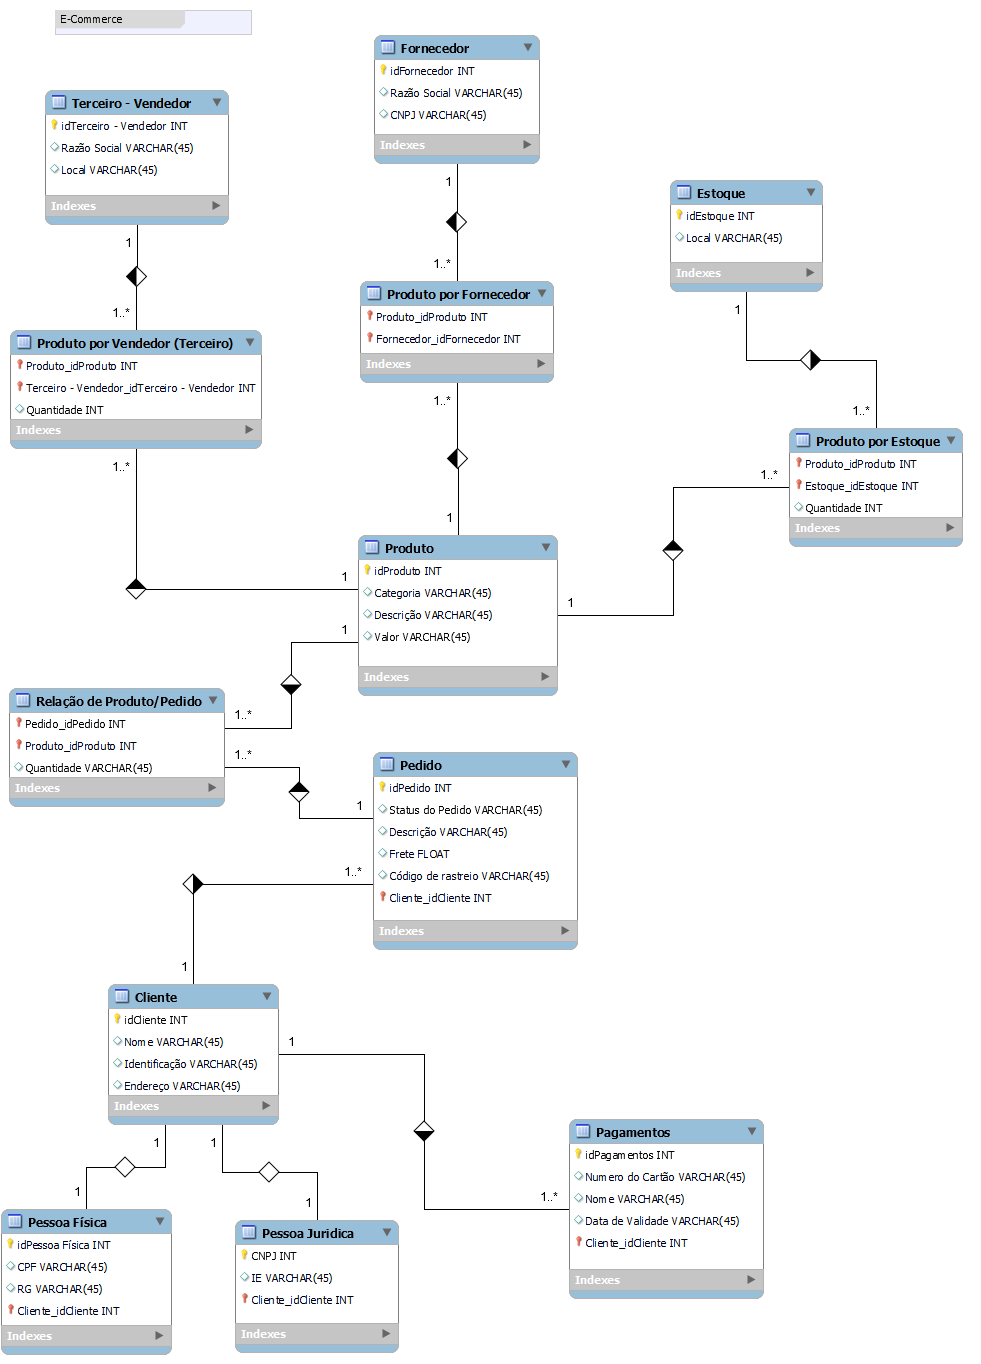 E-Commerce
Fornecedor
idFornecedor INT
Razão Social VARCHAR(45)
CNPJ VARCHAR(45)
Indexes
Terceiro - Vendedor
idTerceiro - Vendedor INT
Razão Social VARCHAR(45)
Local VARCHAR(45)
Indexes
Estoque
idEstoque INT
Local VARCHAR(45)
Indexes
1
1..*
1
1..*
1
1..*
Produto por Fornecedor
Produto_idProduto INT
Fornecedor_idFornecedor INT
Indexes
Produto por Vendedor (Terceiro)
Produto_idProduto INT
Terceiro - Vendedor_idTerceiro - Vendedor INT
Quantidade INT
Indexes
Produto por Estoque
Produto_idProduto INT
Estoque_idEstoque INT
Quantidade INT
Indexes
1..*
1
1..*
1
1..*
1
Produto
idProduto INT
Categoria VARCHAR(45)
Descrição VARCHAR(45)
Valor VARCHAR(45)
Indexes
1
1..*
Relação de Produto/Pedido
Pedido_idPedido INT
Produto_idProduto INT
Quantidade VARCHAR(45)
Indexes
1..*
1
Pedido
idPedido INT
Status do Pedido VARCHAR(45)
Descrição VARCHAR(45)
Frete FLOAT
Código de rastreio VARCHAR(45)
Cliente_idCliente INT
Indexes
1..*
1
Cliente
idCliente INT
Nome VARCHAR(45)
Identificação VARCHAR(45)
Endereço VARCHAR(45)
Indexes
1
1..*
1
1
1
1
Pagamentos
idPagamentos INT
Numero do Cartão VARCHAR(45)
Nome VARCHAR(45)
Data de Validade VARCHAR(45)
Cliente_idCliente INT
Indexes
Pessoa Física
idPessoa Física INT
CPF VARCHAR(45)
RG VARCHAR(45)
Cliente_idCliente INT
Indexes
Pessoa Juridica
CNPJ INT
IE VARCHAR(45)
Cliente_idCliente INT
Indexes